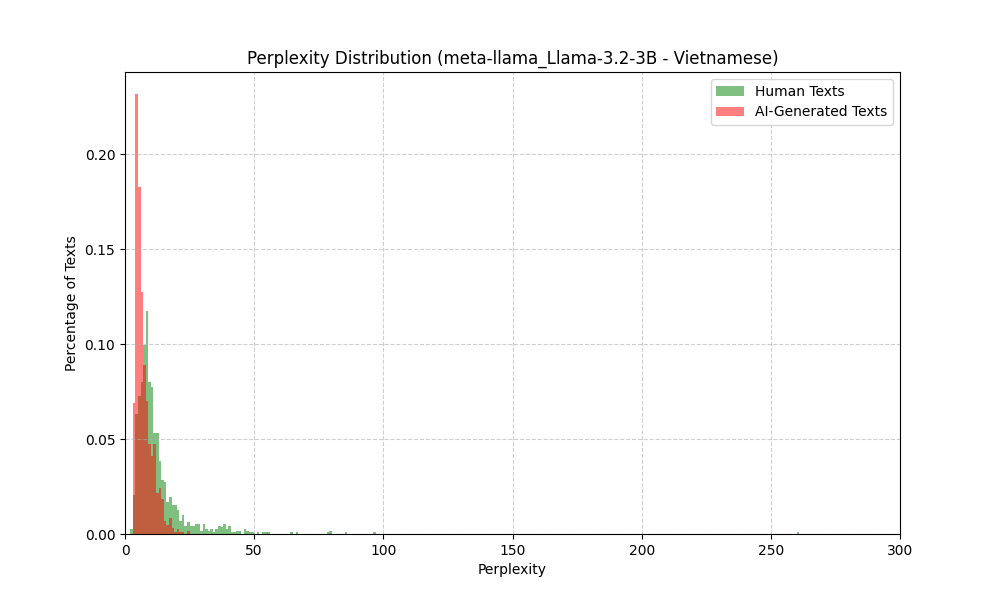 Perplexity Distribution (meta-llama_Llama-3.2-3B - Vietnamese)
Human Texts
AI-Generated Texts
Percentage of Texts
0.20
0.15
0.10
0.05
0.00
0 50 100 150 200 250 300
Perplexity